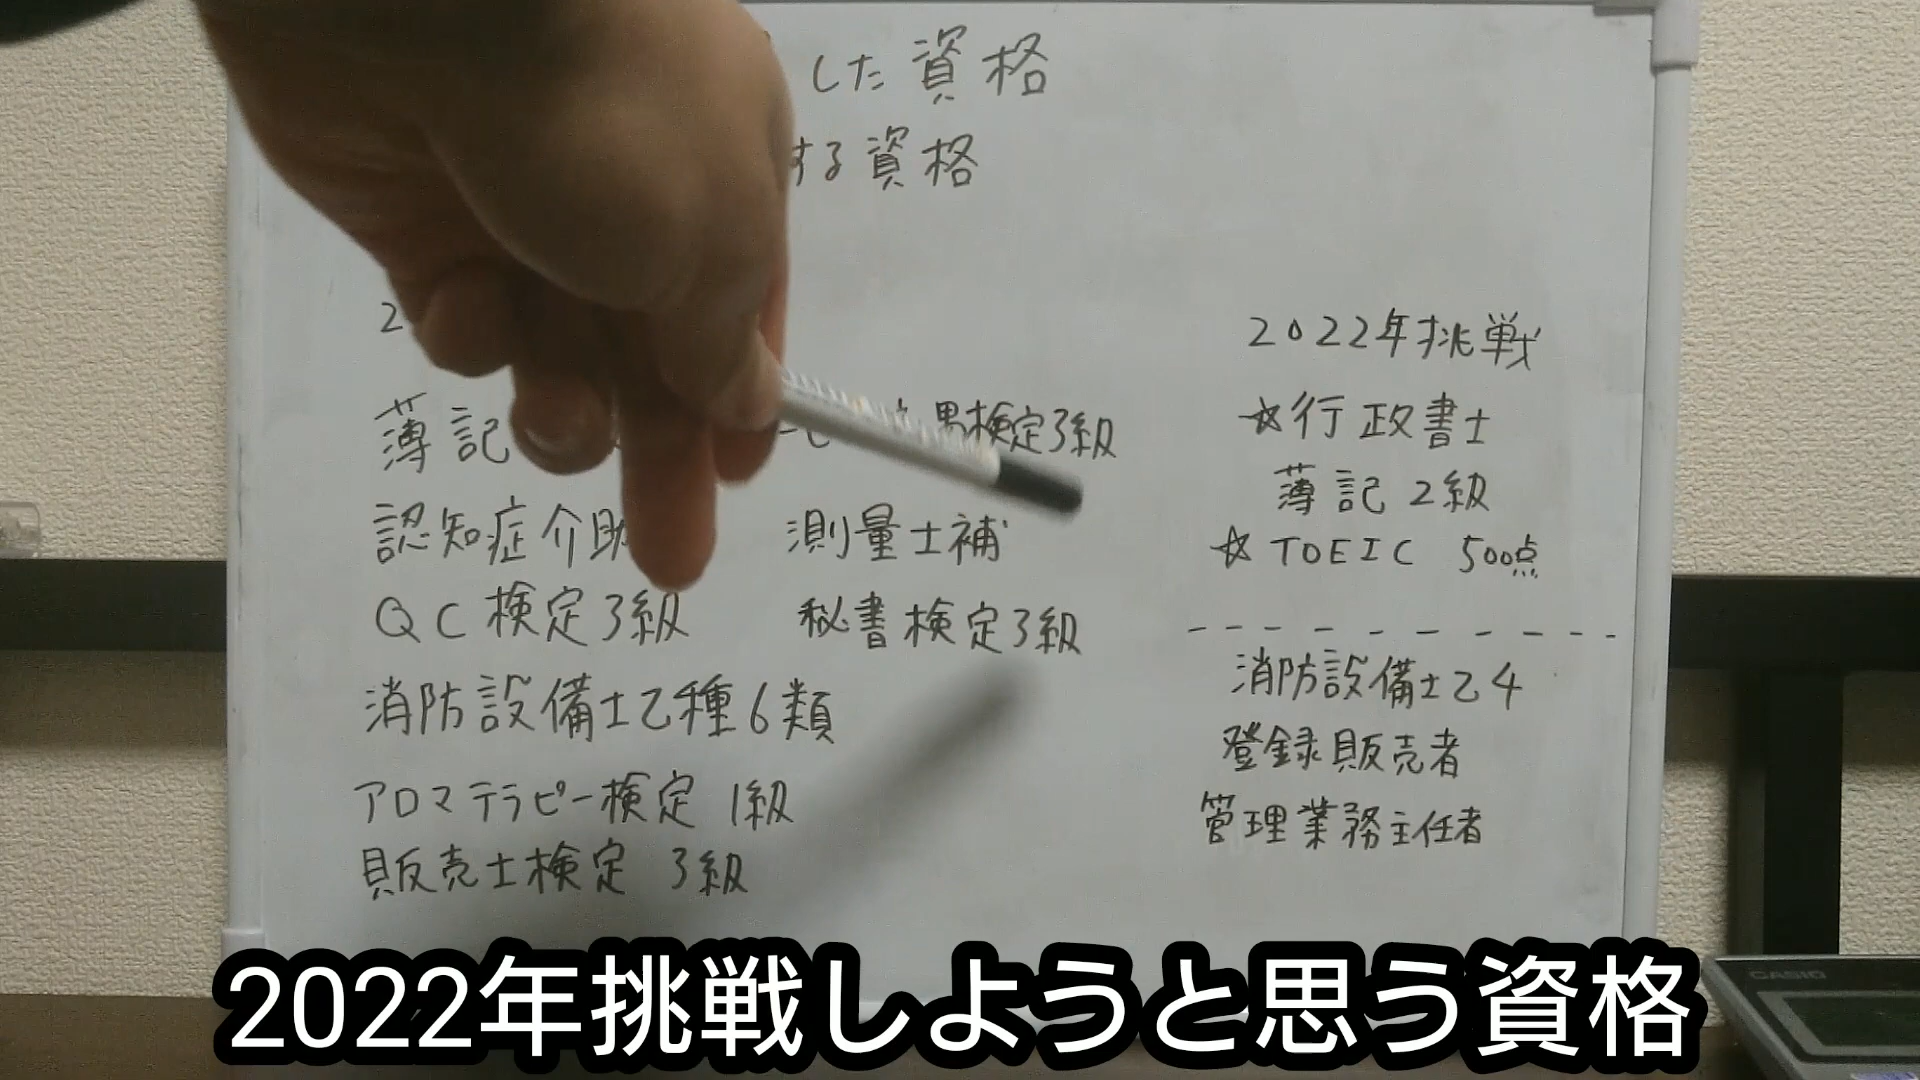 した資格
する資格
2
2022年挑戦
簿記
検定3級
認知症介助
測量士補
QC検定3級
秘書検定3級
消防設備士乙種6類
アロマテラピー検定 1級
販売士検定 3級
☆行政書士
簿記2級
☆TOEIC 500点
消防設備士乙4
登録販売者
管理業務主任者
2022年挑戦しようと思う資格
CASIO